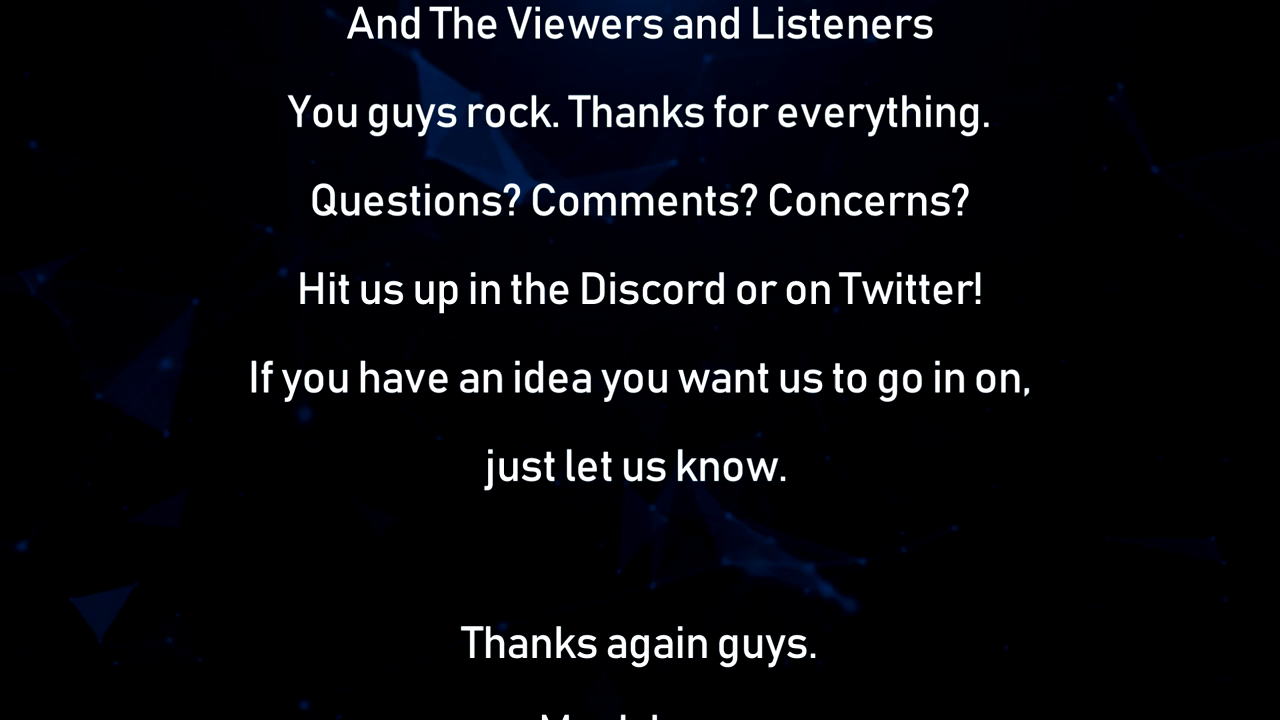 And The Viewers and Listeners
You guys rock. Thanks for everything.
Questions? Comments? Concerns?
Hit us up in the Discord or on Twitter!
If you have an idea you want us to go in on,
just let us know.
Thanks again guys.